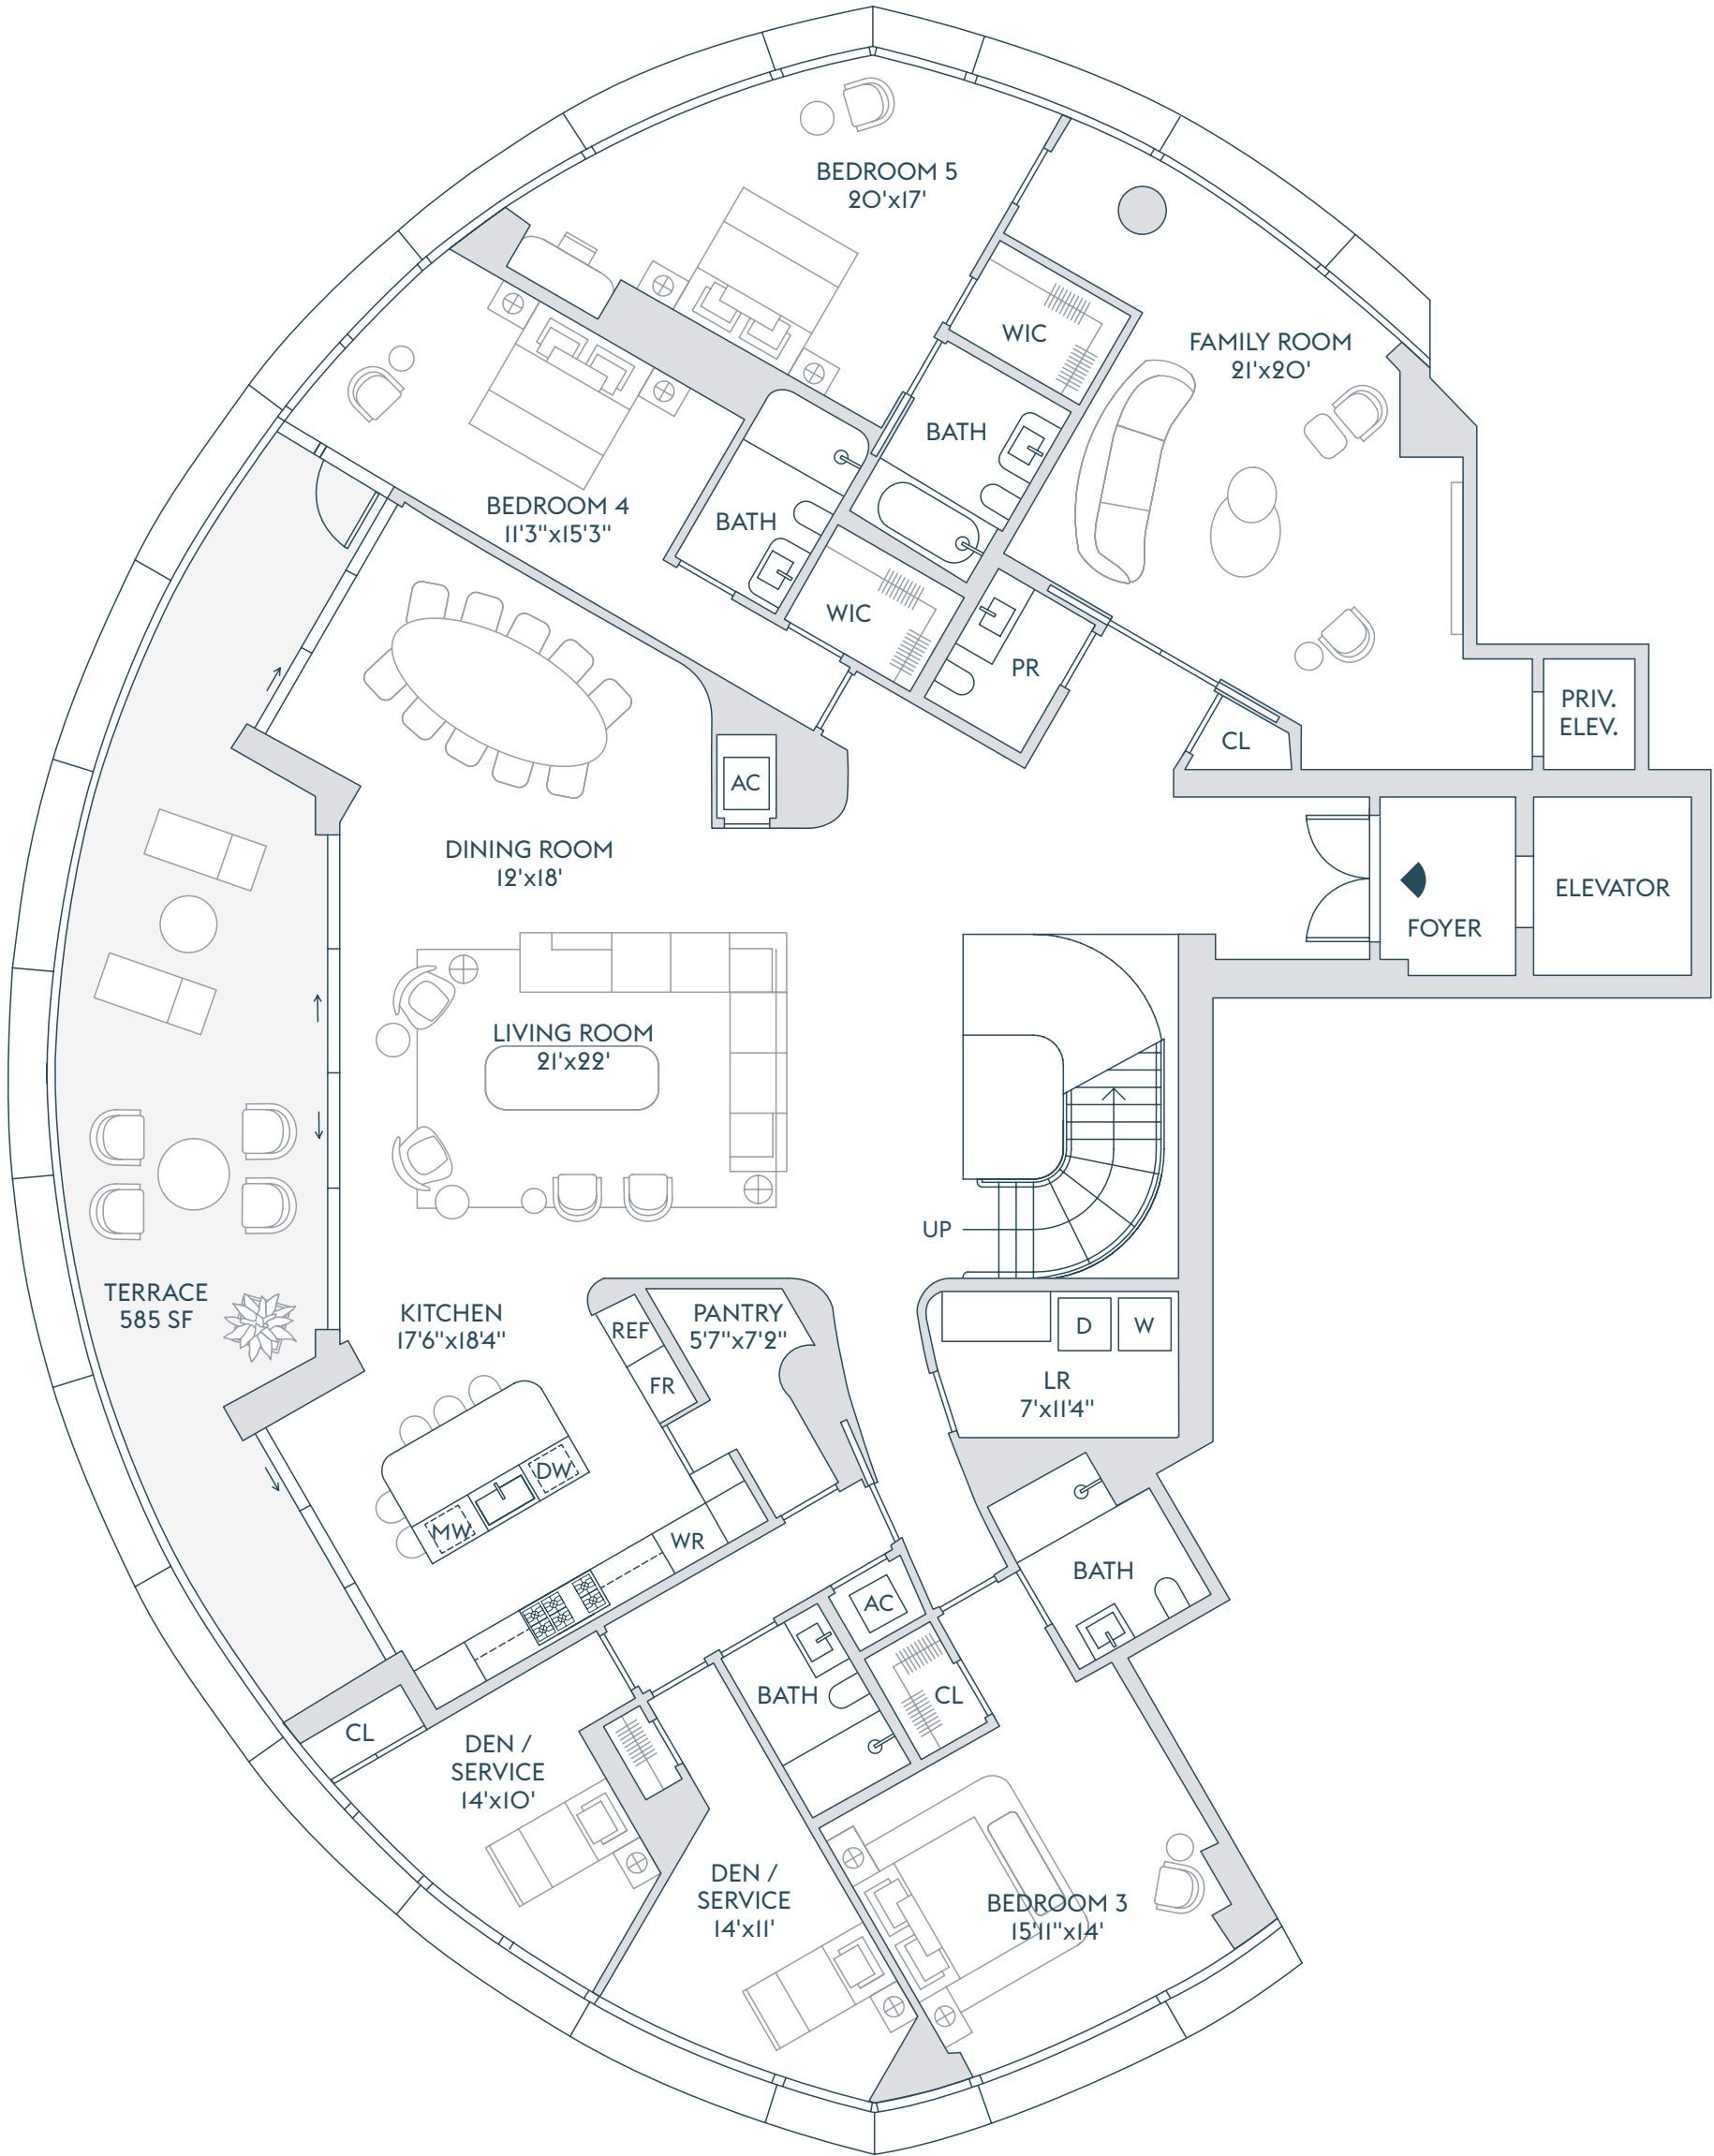 BEDROOM 5
20'x17'
WIC
FAMILY ROOM
21'x20'
BATH
BEDROOM 4
11'3"x15'3"
BATH
WIC
PR
PRIV.
ELEV.
CL
AC
DINING ROOM
12'x18'
ELEVATOR
FOYER
LIVING ROOM
21'x22'
UP
TERRACE
585 SF
KITCHEN
17'6"x18'4"
REF
PANTRY
5'7"x7'2"
D
W
FR
LR
7'x11'4"
DW
MW
WR
BATH
AC
BATH
CL
CL
DEN /
SERVICE
14'x10'
DEN /
SERVICE
14'x11'
BEDROOM 3
15'11"x14'